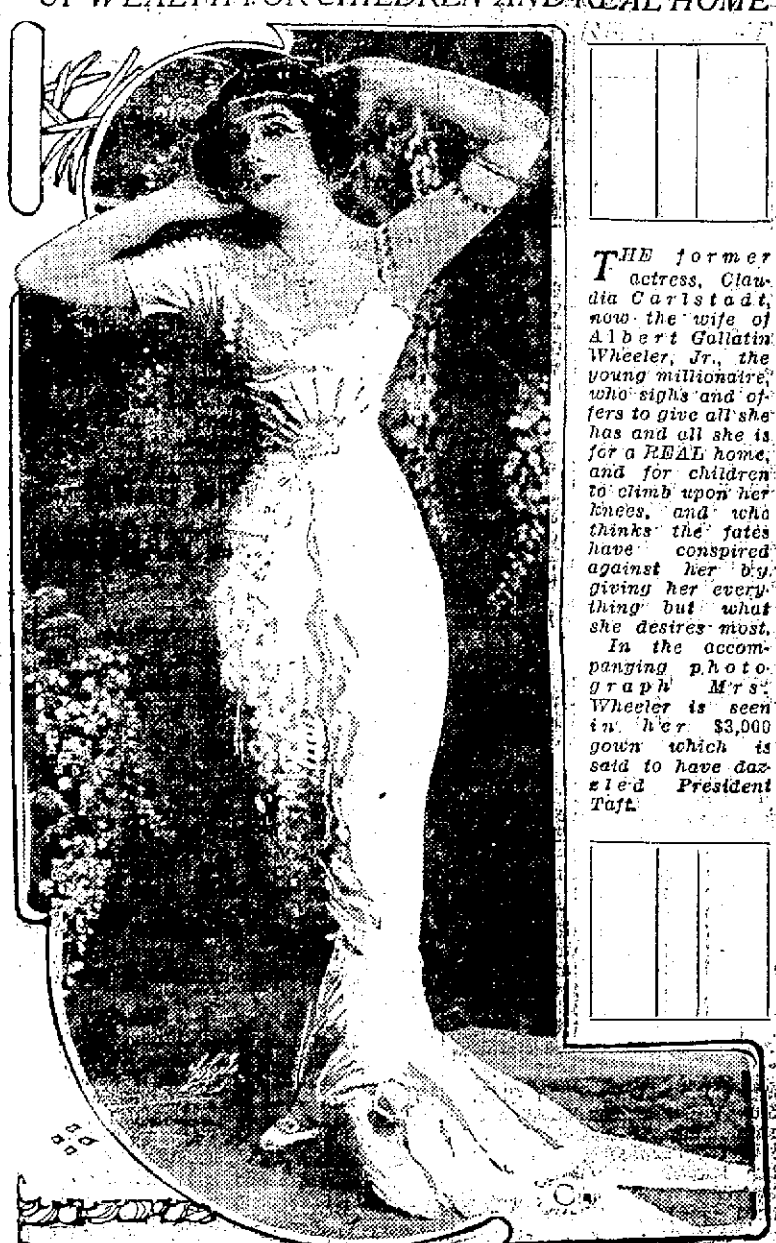 UP WEALTH FOR CHILDREN AND REAL HOME
THE former
actress, Clau-
dia Carlstadt,
now the wife of
Albert Gallatin
Wheeler, Jr., the
young millionaire,
who sighs and of-
fers to give all she
has and all she is
for a REAL home,
and for children
to climb upon her
knees, and who
thinks the fates
have conspired
against her by
giving her every-
thing but what
she desires most.
In the accom-
panying photo-
graph Mrs.
Wheeler is seen
in her $3,000
gown which is
said to have daz-
zled President
Taft.